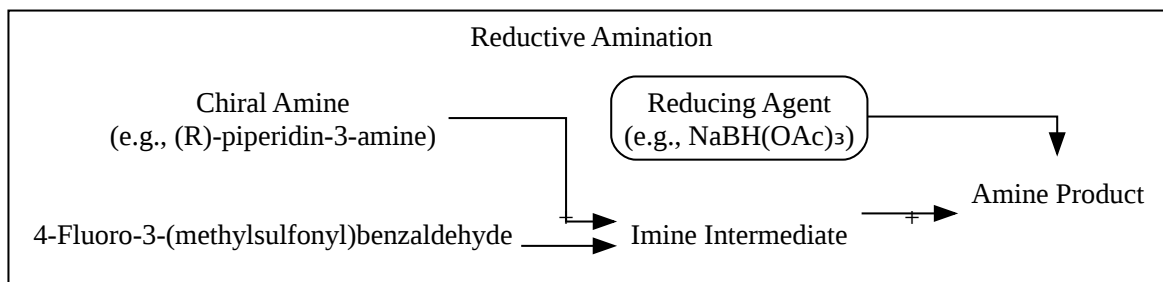 Reductive Amination
Chiral Amine
(e.g., (R)-piperidin-3-amine)
Reducing Agent
(e.g., NaBH(OAc)₃)
Amine Product
+
+
4-Fluoro-3-(methylsulfonyl)benzaldehyde
Imine Intermediate